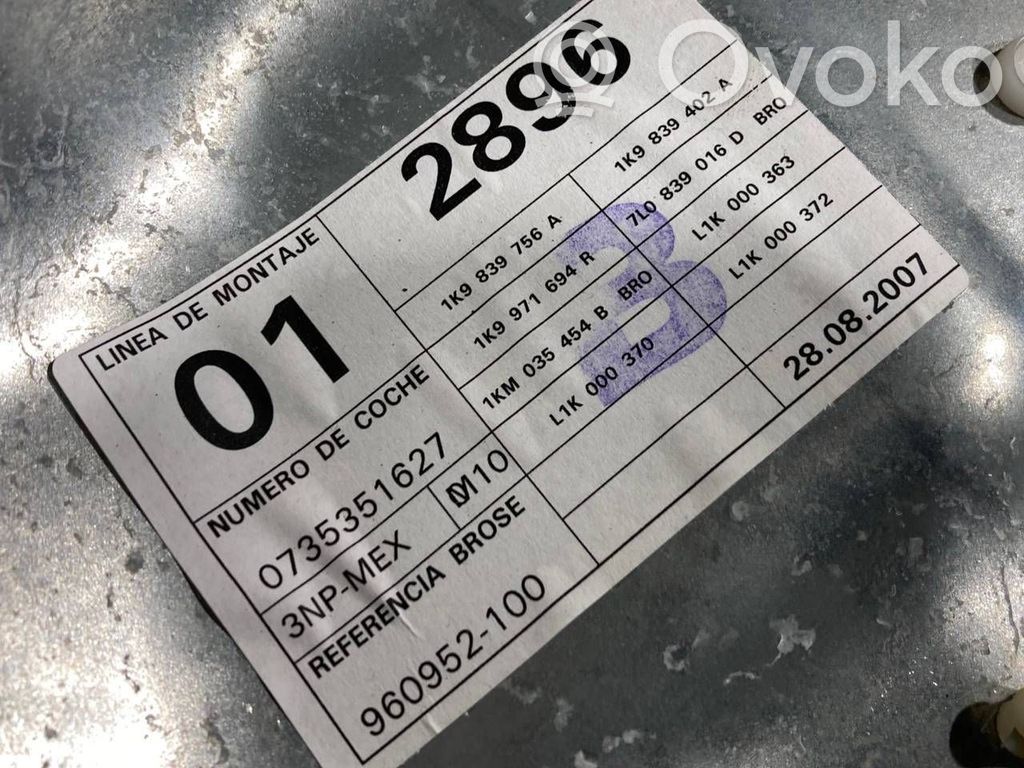 Ovoko
LINEA DE MONTAJE
01
2896
NUMERO DE COCHE
0735351627
3NP-MEX
M10
REFERENCIA BROSE
960952-100
1K9 839 756 A
1K9 971 694 R
1KM 035 454 B BRO
L1K 000 370
1K9 839 402 A
7L0 839 016 D BRO
L1K 000 363
L1K 000 372
28.08.2007
3